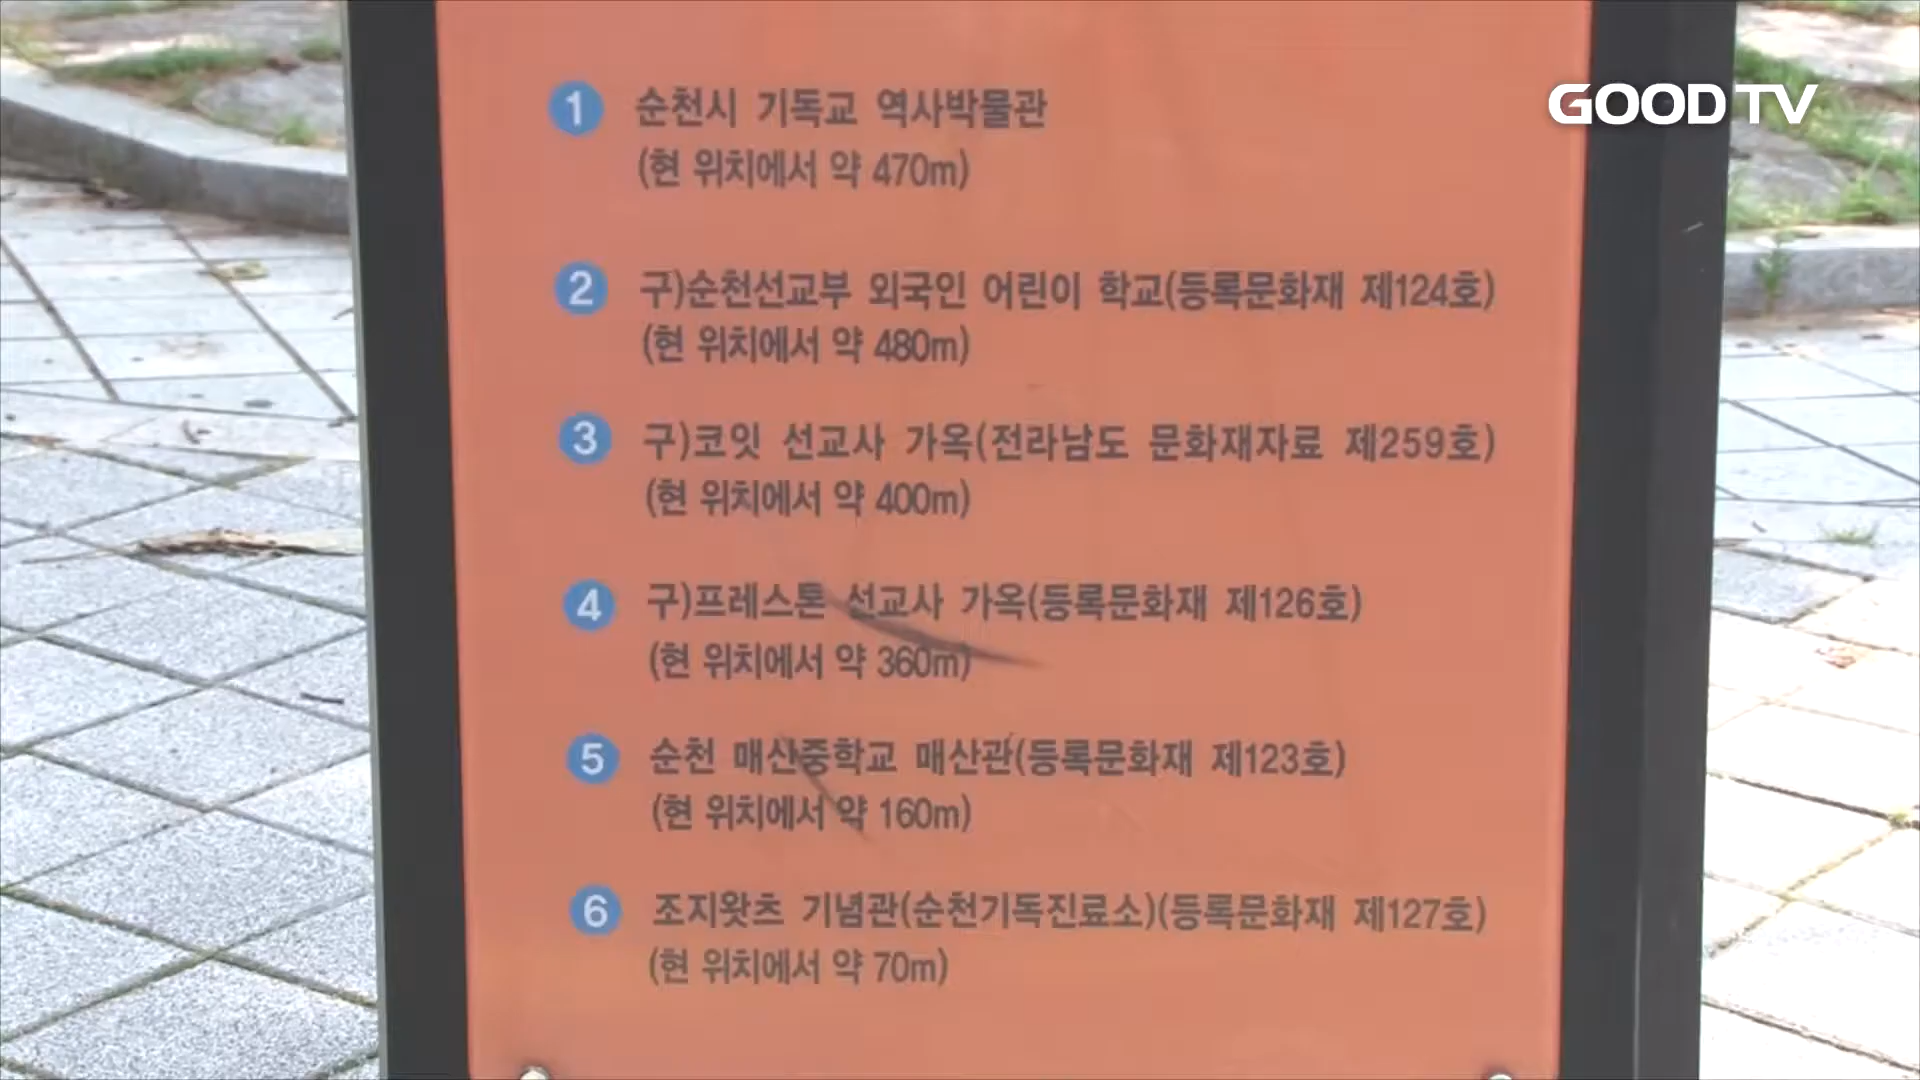 GOODTV
1 순천시 기독교 역사박물관
(현 위치에서 약 470m)
2 구)순천선교부 외국인 어린이 학교(등록문화재 제124호)
(현 위치에서 약 480m)
3 구)코잇 선교사 가옥(전라남도 문화재자료 제259호)
(현 위치에서 약 400m)
4 구)프레스톤 선교사 가옥(등록문화재 제126호)
(현 위치에서 약 360m)
5 순천 매산중학교 매산관(등록문화재 제123호)
(현 위치에서 약 160m)
6 조지왓츠 기념관(순천기독진료소)(등록문화재 제127호)
(현 위치에서 약 70m)